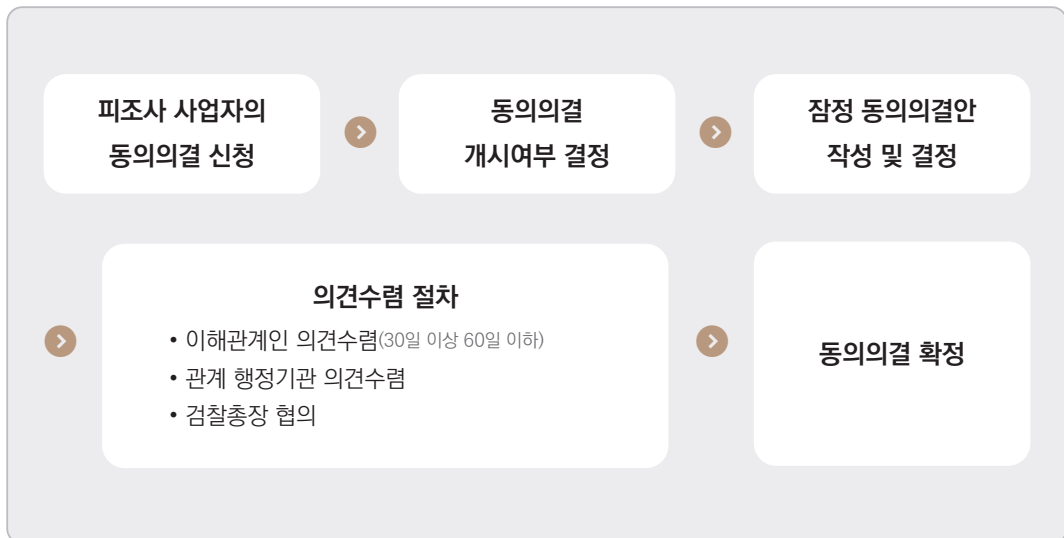 피조사 사업자의
동의의결 신청
동의의결
개시여부 결정
잠정 동의의결안
작성 및 결정
의견수렴 절차
• 이해관계인 의견수렴(30일 이상 60일 이하)
• 관계 행정기관 의견수렴
• 검찰총장 협의
동의의결 확정